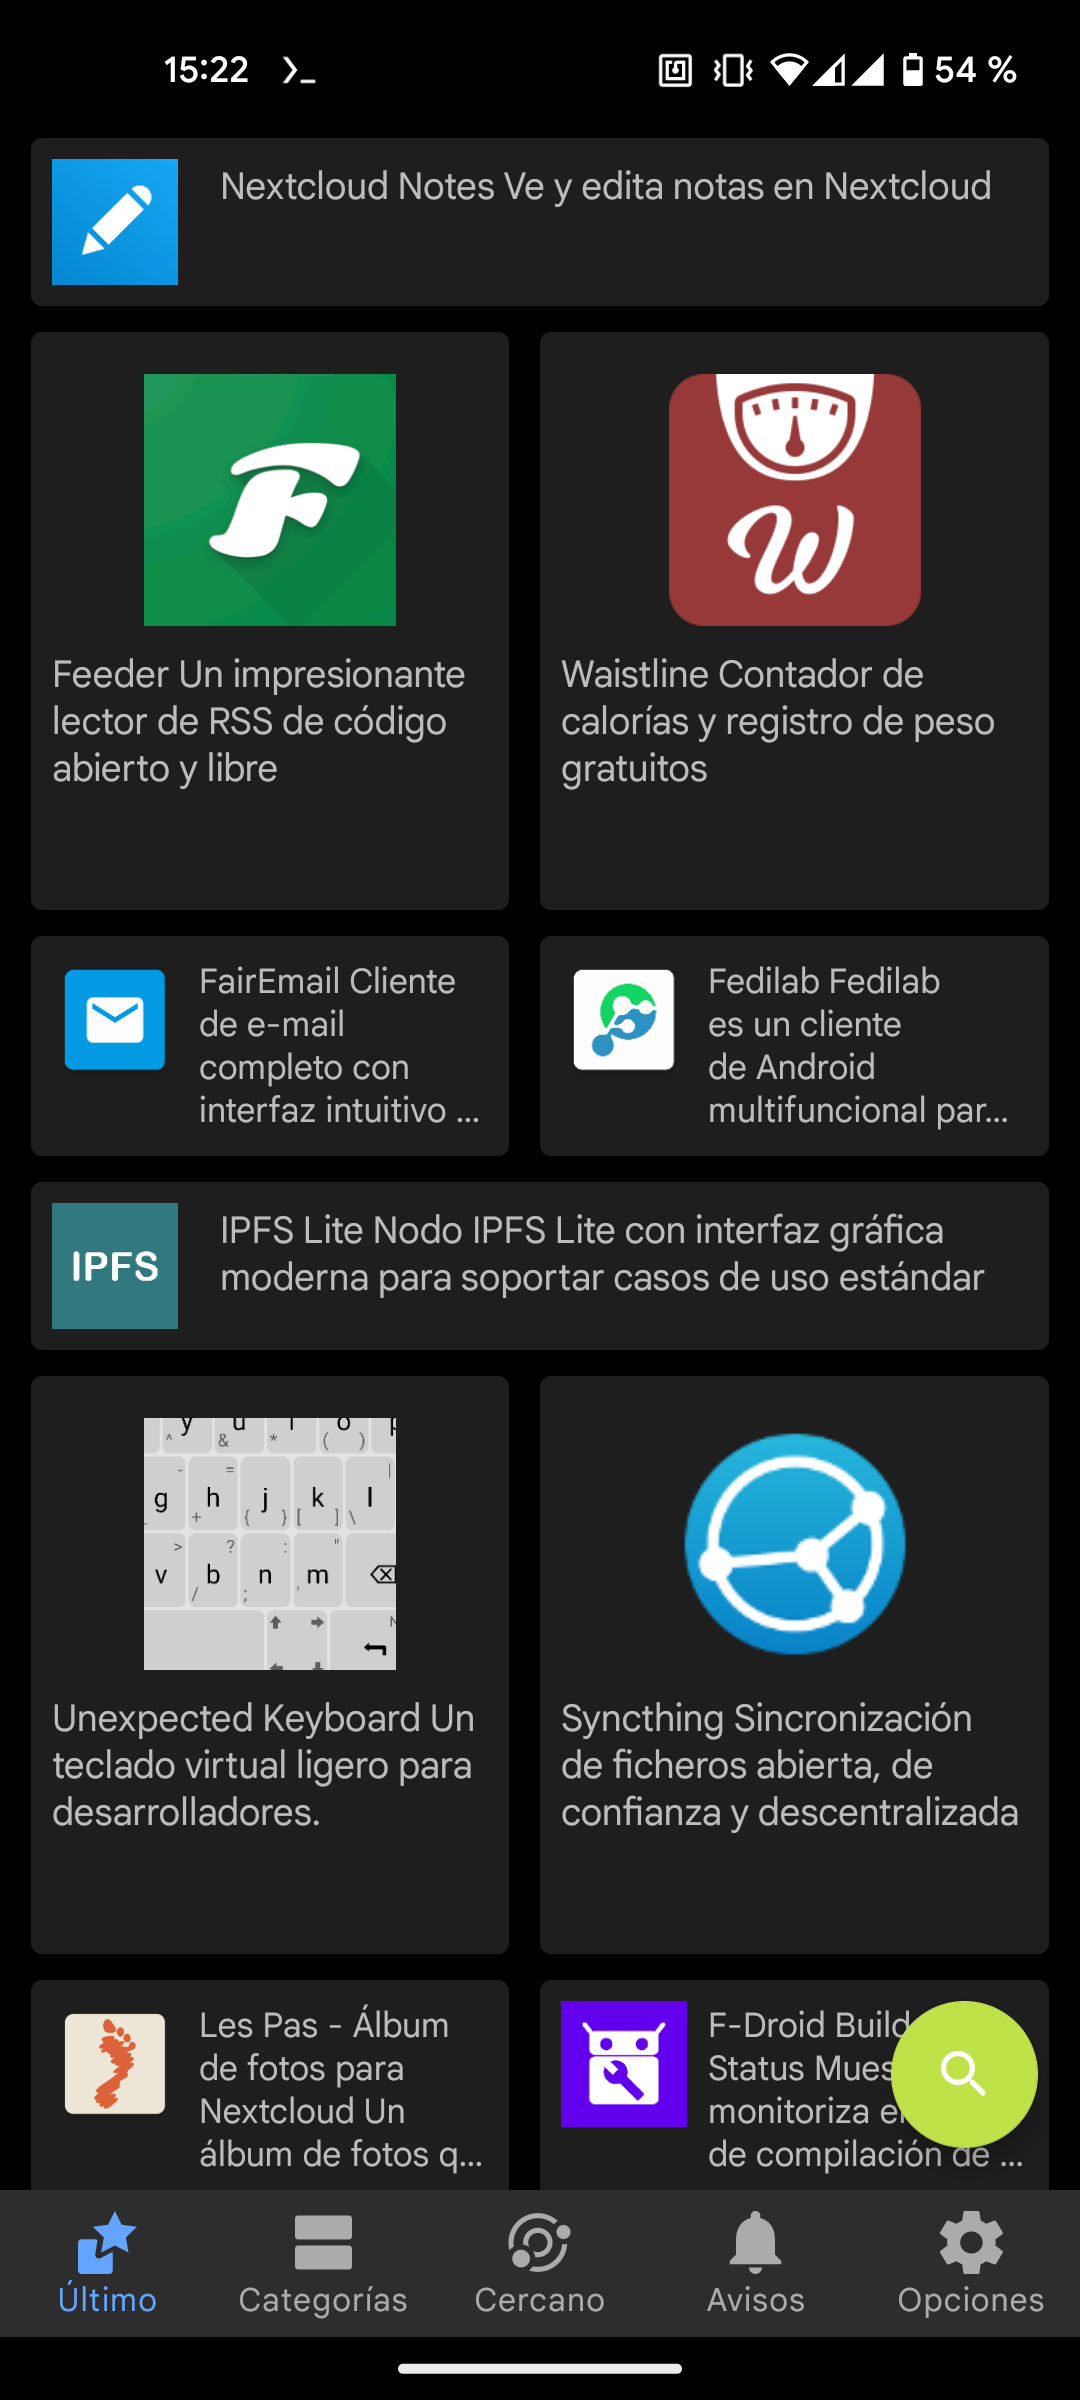 15:22
54 %
Nextcloud Notes Ve y edita notas en Nextcloud
Feeder Un impresionante
lector de RSS de código
abierto y libre
Waistline Contador de
calorías y registro de peso
gratuitos
FairEmail Cliente
de e-mail
completo con
interfaz intuitivo ...
Fedilab Fedilab
es un cliente
de Android
multifuncional par...
IPFS
IPFS Lite Nodo IPFS Lite con interfaz gráfica
moderna para soportar casos de uso estándar
y u i o p
^ & * ( )
- = |
g h j k l
+ { } [ ] \
> ? : "
v b n m
/ ; '
Unexpected Keyboard Un
teclado virtual ligero para
desarrolladores.
Syncthing Sincronización
de ficheros abierta, de
confianza y descentralizada
Les Pas - Álbum
de fotos para
Nextcloud Un
álbum de fotos q...
F-Droid Build
Status Mues
monitoriza
de compilación de ...
Último
Categorías
Cercano
Avisos
Opciones